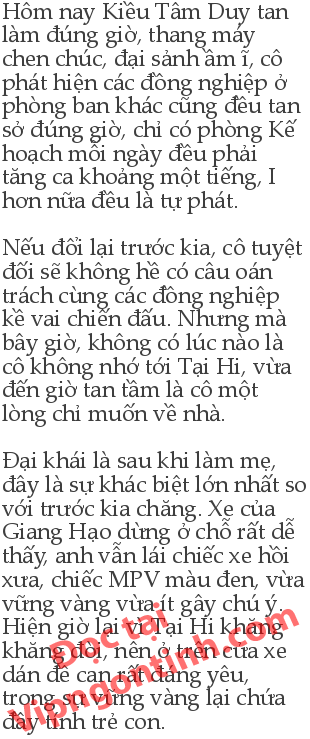 Hôm nay Kiều Tâm Duy tan
làm đúng giờ, thang máy
chen chúc, đại sảnh ầm ĩ, cô
phát hiện các đồng nghiệp ở
phòng ban khác cũng đều tan
sở đúng giờ, chỉ có phòng Kế
hoạch mỗi ngày đều phải
tăng ca khoảng một tiếng, I
hơn nữa đều là tự phát.
Nếu đổi lại trước kia, cô tuyệt
đối sẽ không hề có câu oán
trách cùng các đồng nghiệp
kề vai chiến đấu. Nhưng mà
bây giờ, không có lúc nào là
cô không nhớ tới Tại Hi, vừa
đến giờ tan tầm là cô một
lòng chỉ muốn về nhà.
Đại khái là sau khi làm mẹ,
đây là sự khác biệt lớn nhất so
với trước kia chăng. Xe của
Giang Hạo dừng ở chỗ rất dễ
thấy, anh vẫn lái chiếc xe hồi
xưa, chiếc MPV màu đen, vừa
vững vàng vừa ít gây chú ý.
Hiện giờ lại vì Tại Hi khăng
khăng đòi, nên ở trên cửa xe
dán đề can rất đáng yêu,
trong sự vững vàng lại chứa
đầy tính trẻ con.
Đọc tại
Vipngontinh.com